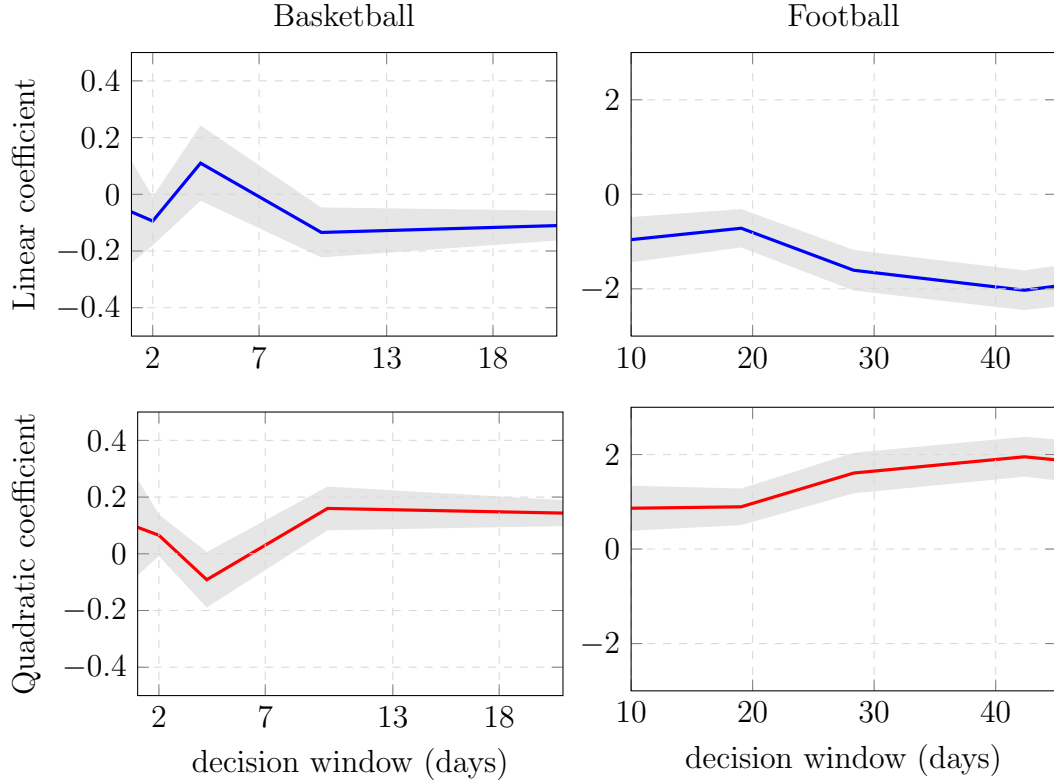 Basketball
Football
Linear coefficient
0.4
0.2
0
−0.2
−0.4
2 7 13 18
2
0
−2
10 20 30 40
Quadratic coefficient
0.4
0.2
0
−0.2
−0.4
2 7 13 18
decision window (days)
2
0
−2
10 20 30 40
decision window (days)